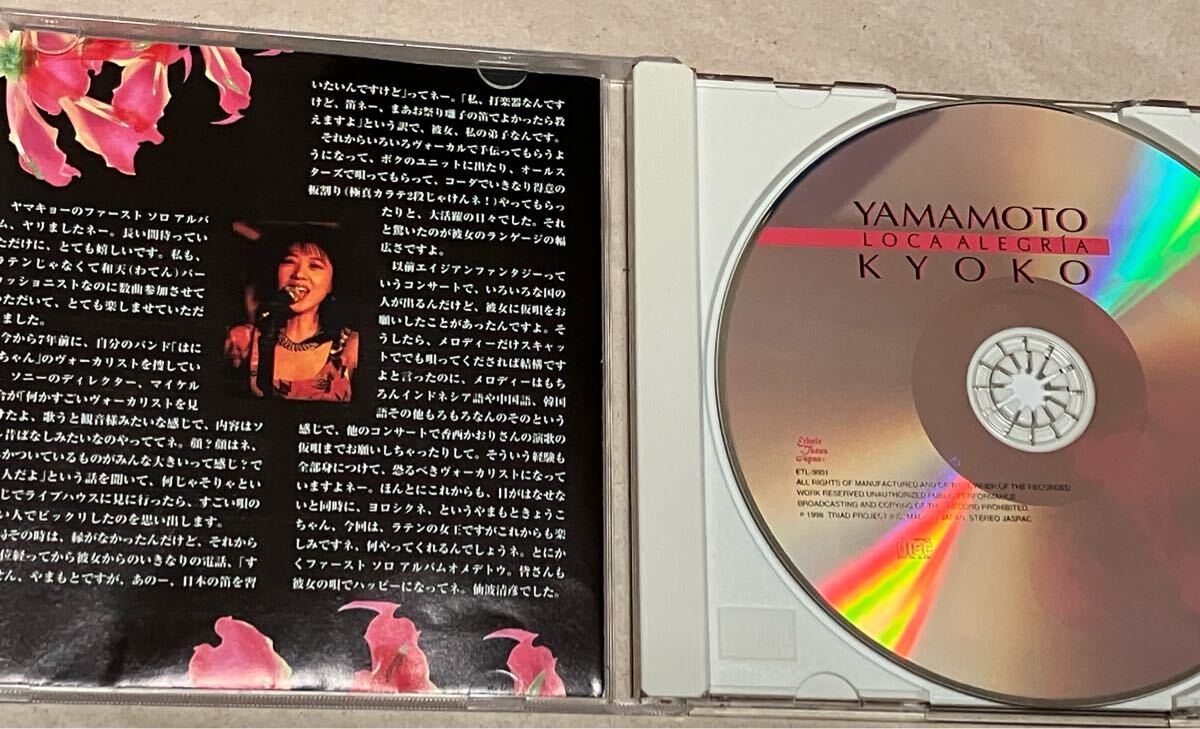 ヤマキョーのファースト ソロ アルバ
ム、ヤリましたネー。長い間待ってい
ただけに、とても嬉しいです。私も、
ラテンじゃなくて和天(わてん)パー
ッショニストなのに数曲参加させて
ただいて、とても楽しませていただ
ました。
今から7年前に、自分のバンド「はに
ちゃん」のヴォーカリストを捜してい
、ソニーのディレクター、マイケル
が「何かすごいヴォーカリストを見
けたよ、歌うと観音様みたいな感じで、内容はソ
昔ばなしみたいなのやっててネ。顔?顔はネ、
かついているものがみんな大きいって感じ?で
人だよ」という話を聞いて、何じゃそりゃとい
じでライブハウスに見に行ったら、すごい唄の
い人でビックリしたのを思い出します。
局その時は、縁がなかったんだけど、それから
位経ってから彼女からのいきなりの電話、「す
せん、やまもとですが、あのー、日本の笛を習
いたいんですけど」ってネー。「私、打楽器なんです
けど、笛ネー、まあお祭り囃子の笛でよかったら教
えますよ」という訳で、彼女、私の弟子なんです。
それからいろいろヴォーカルで手伝ってもらうよ
うになって、ボクのユニットに出たり、オールス
ターズで唄ってもらって、コーダでいきなり得意の
板割り(極真カラテ2段じゃけんネ!)やってもらっ
たりと、大活躍の日々でした。それ
と驚いたのが彼女のランゲージの幅
広さですよ。
以前エイジアンファンタジーって
いうコンサートで、いろいろな国の
人が出るんだけど、彼女に仮唄をお
願いしたことがあったんですよ。そ
うしたら、メロディーだけスキャッ
トででも唄ってくだされば結構です
よと言ったのに、メロディーはもち
ろんインドネシア語や中国語、韓国
語その他もろもろなんのそのという
感じで、他のコンサートで香西かおりさんの演歌の
仮唄までお願いしちゃったりして。そういう経験も
全部身につけて、恐るべきヴォーカリストになって
いますよネー。ほんとにこれからも、目がはなせな
いと同時に、ヨロシクネ、というやまもときょうこ
ちゃん、今回は、ラテンの女王ですがこれからも楽
しみですネ、何やってくれるんでしょうネ。とにか
くファースト ソロ アルバムオメデトウ。皆さんも
彼女の唄でハッピーになってネ。仙波清彦でした。
YAMAMOTO
LOCA ALEGRÍA
KYOKO
Ethnic
Tones
Japan
ETL-9801
ALL RIGHTS OF MANUFACTURED AND OF THE OWNER OF THE RECORDED
WORK RESERVED UNAUTHORIZED PUBLIC PERFORMANCE
BROADCASTING AND COPYING OF THIS RECORD PROHIBITED.
℗ 1998 TRIAD PROJECT INC. MADE IN JAPAN. STEREO JASRAC
disc